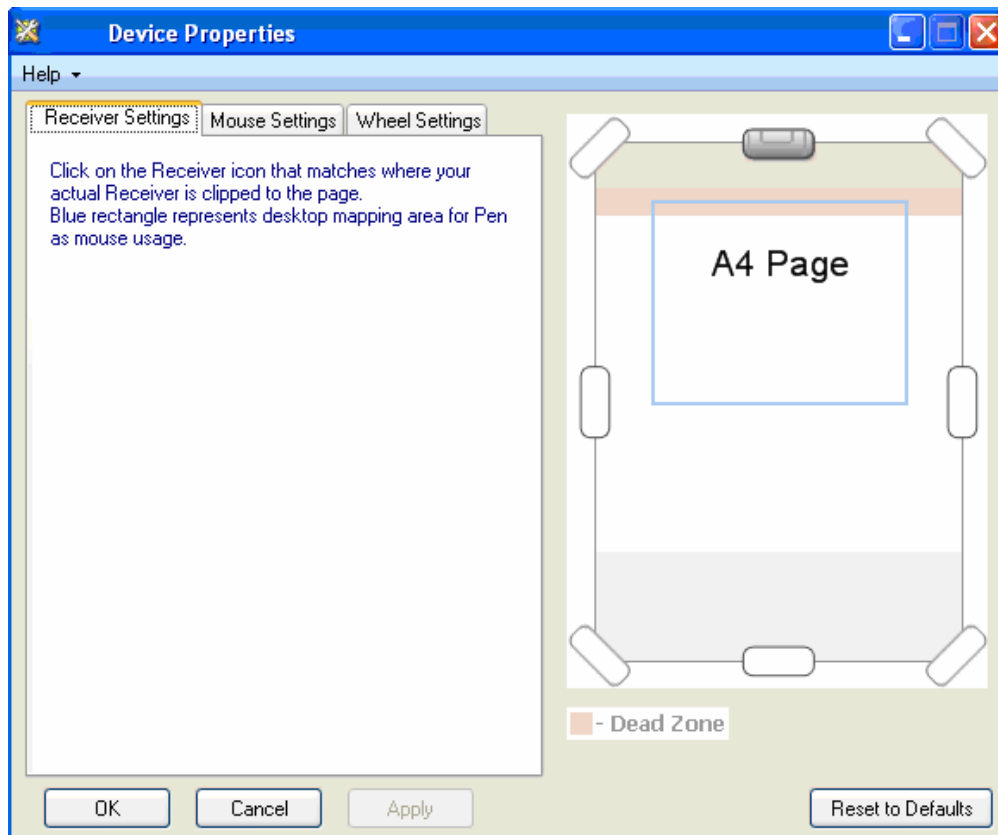 Device Properties
Help
Receiver Settings
Mouse Settings
Wheel Settings
Click on the Receiver icon that matches where your
actual Receiver is clipped to the page.
Blue rectangle represents desktop mapping area for Pen
as mouse usage.
A4 Page
- Dead Zone
OK
Cancel
Apply
Reset to Defaults